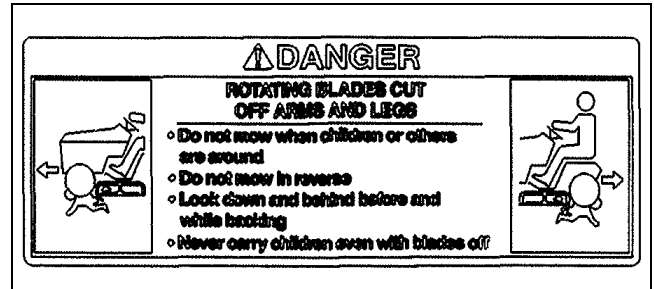 ⚠DANGER
ROTATING BLADES CUT
OFF ARMS AND LEGS
° Do not mow when children or others
are around
° Do not mow in reverse
° Look down and behind before and
while backing
° Never carry children even with blades off